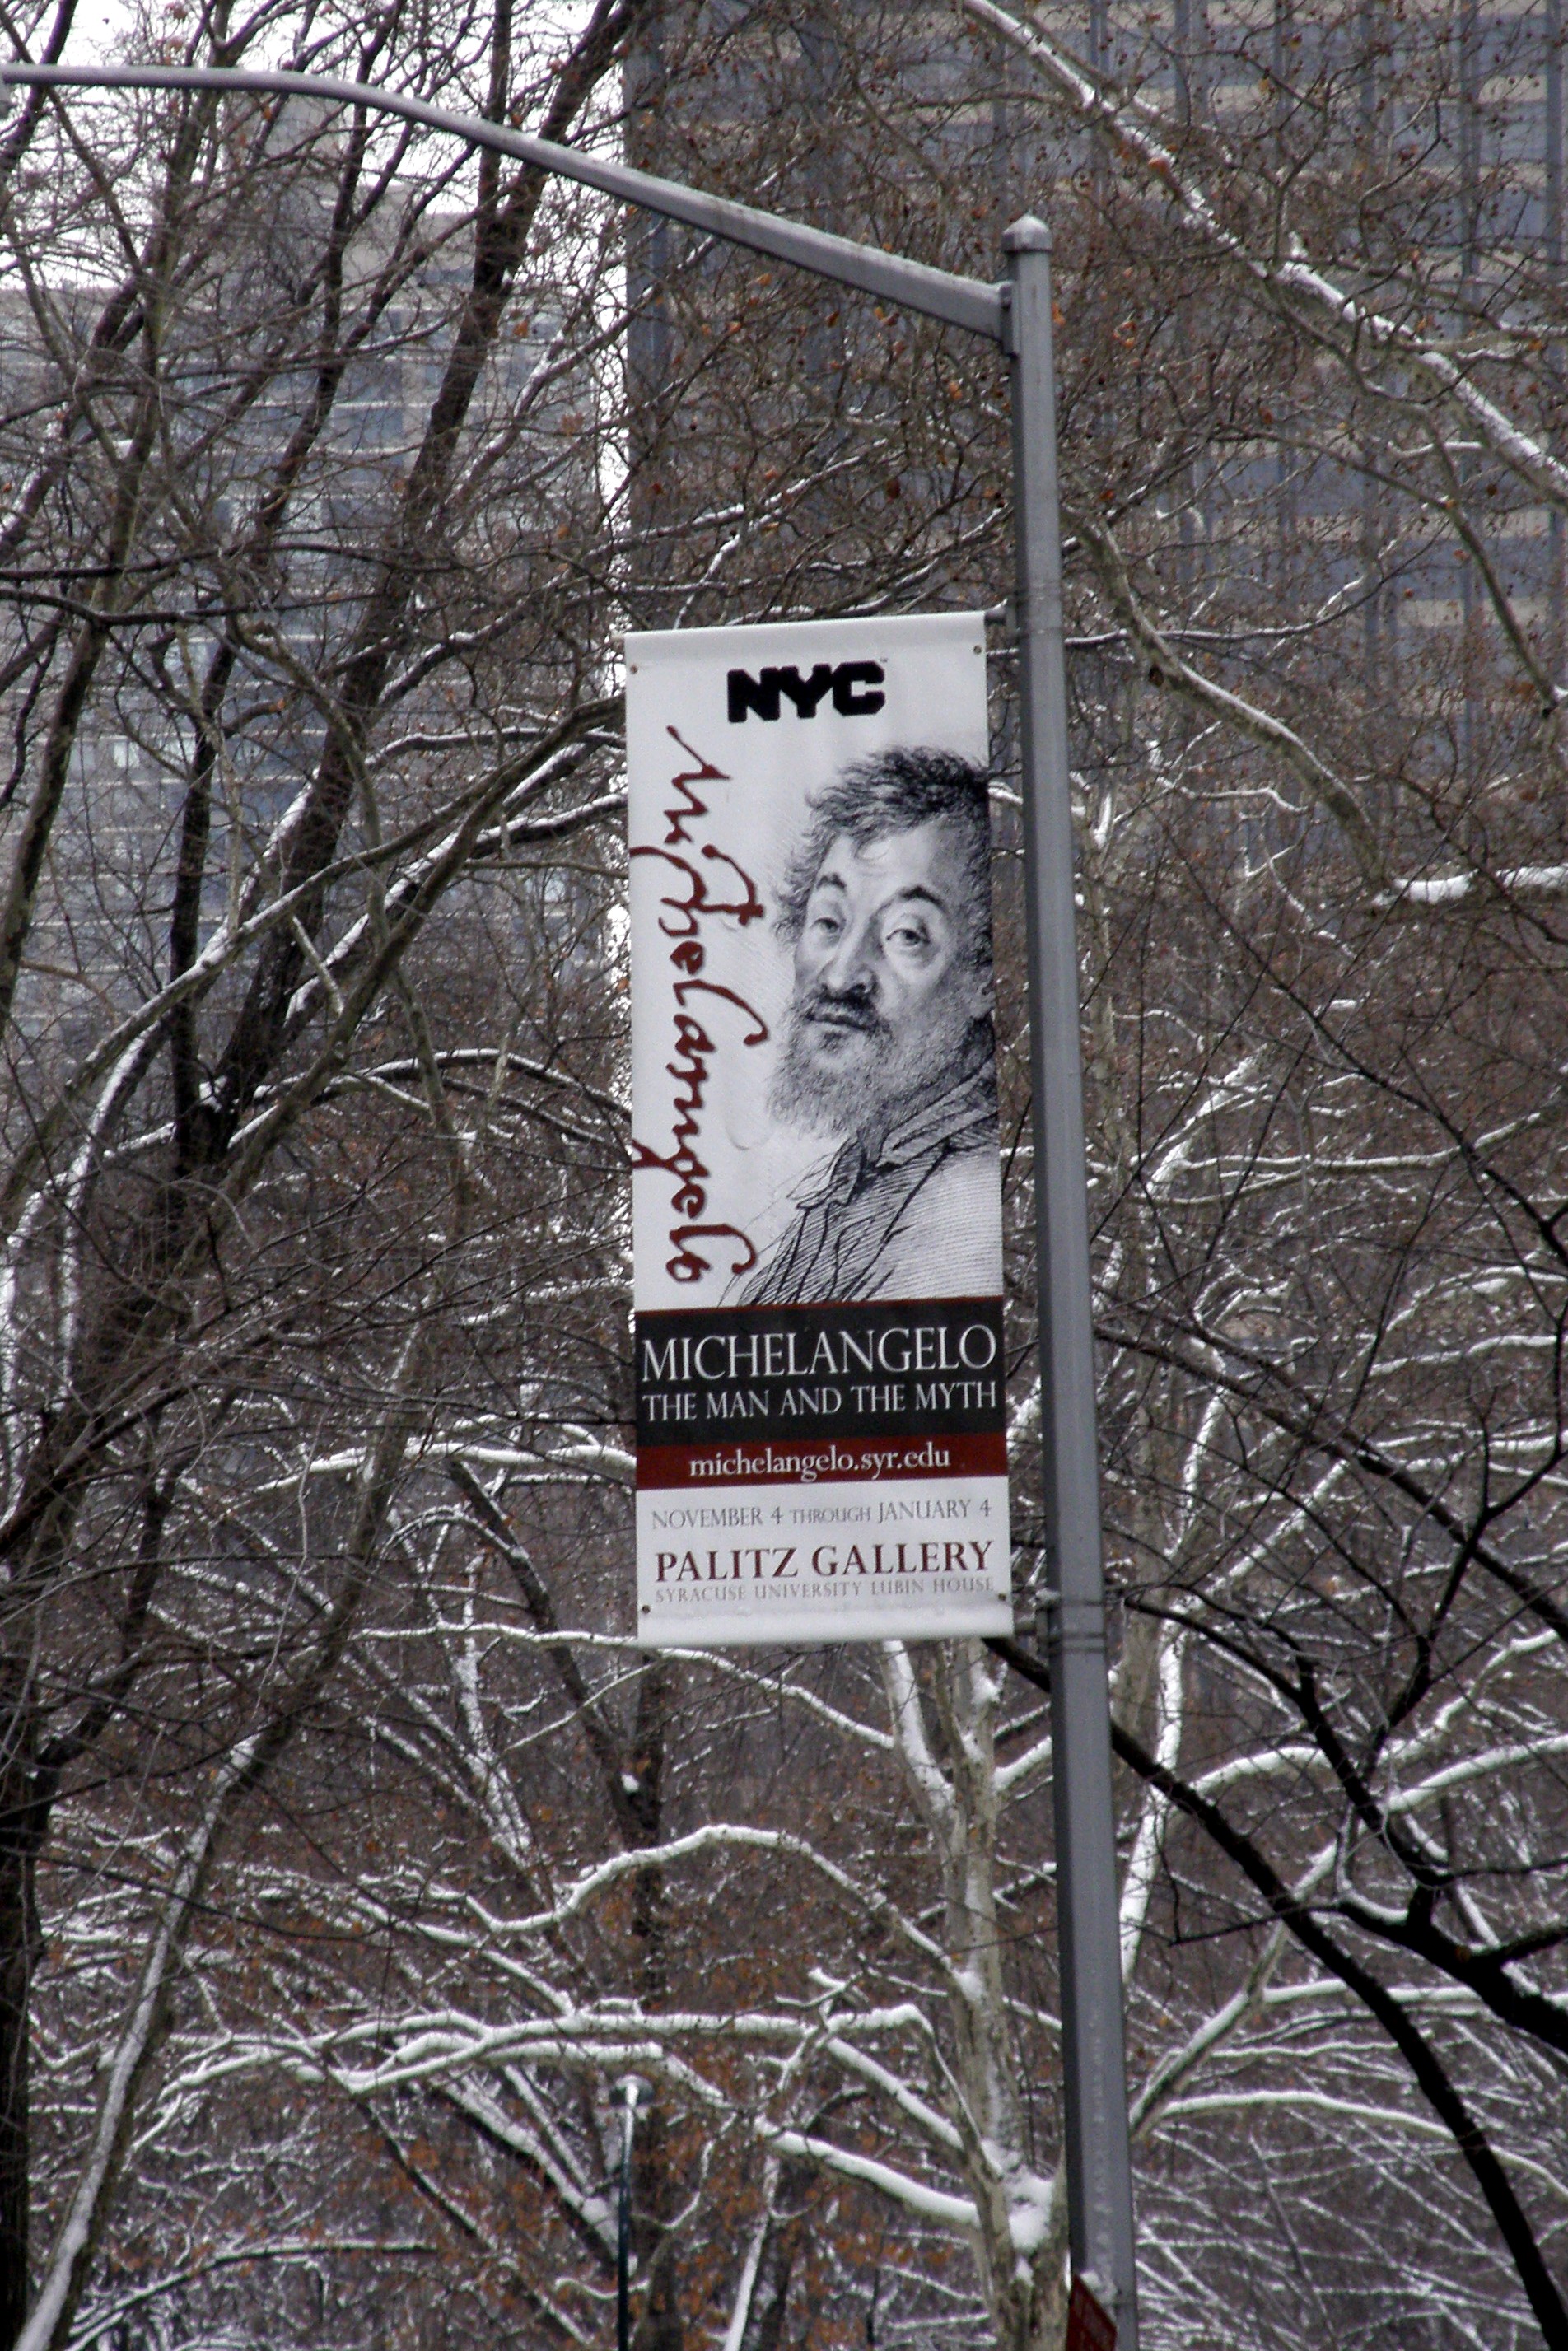 NYC
Michelangelo
MICHELANGELO
THE MAN AND THE MYTH
michelangelo.syr.edu
NOVEMBER 4 THROUGH JANUARY 4
PALITZ GALLERY
SYRACUSE UNIVERSITY LUBIN HOUSE